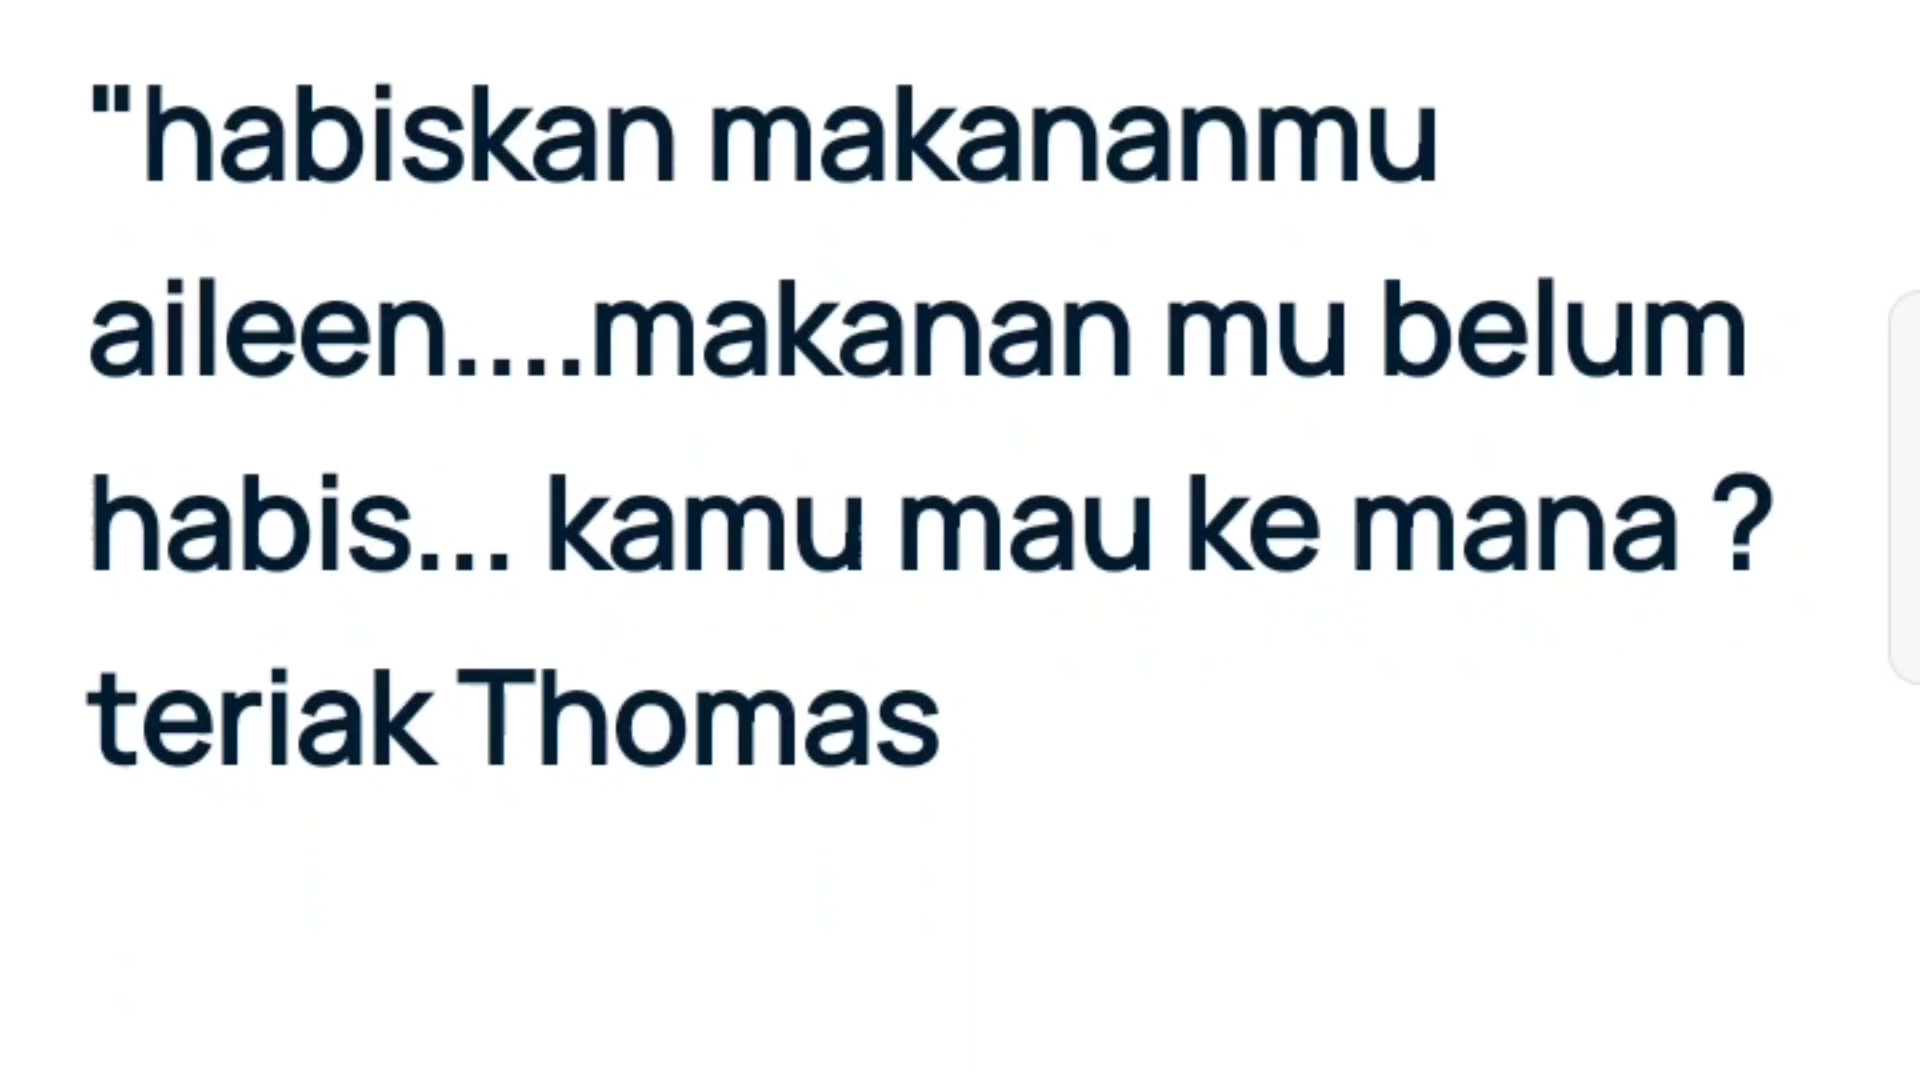 "habiskan makananmu
aileen....makanan mu belum
habis... kamu mau ke mana ?
teriak Thomas